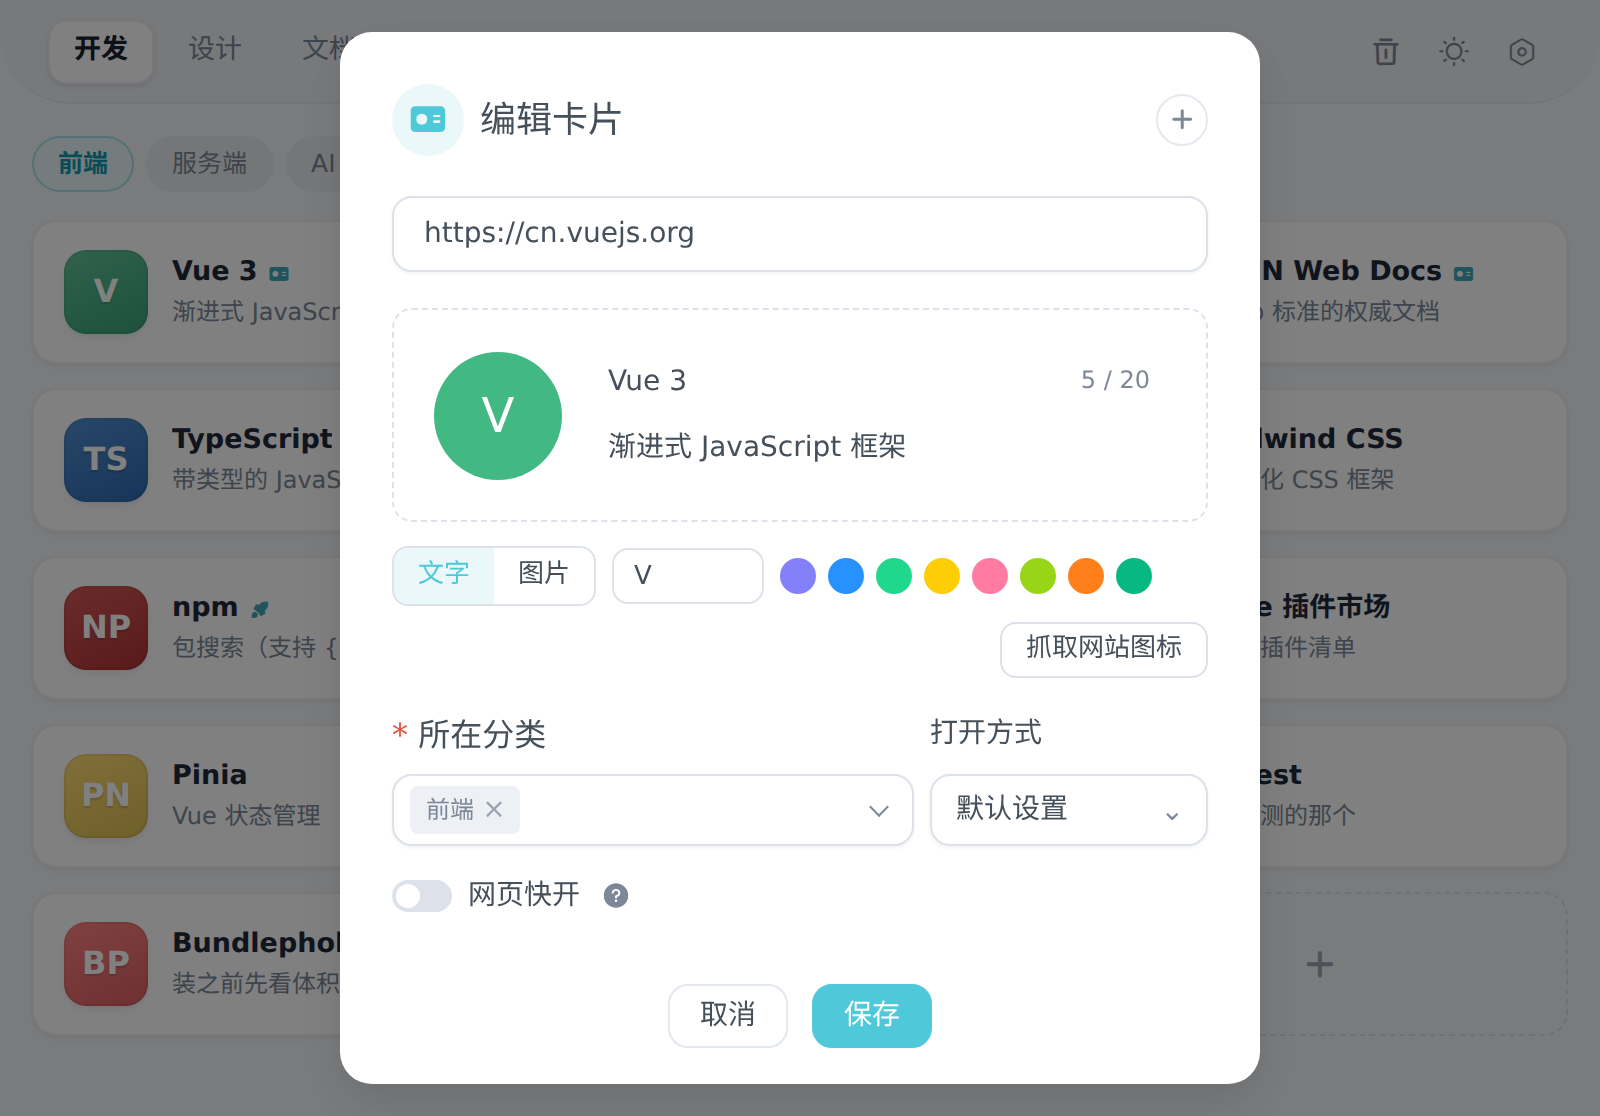 开发
设计
前端
服务端
AI
Vue 3
渐进式 JavaScr
TS
TypeScript
带类型的 JavaS
NP
npm
包搜索（支持 {
PN
Pinia
Vue 状态管理
BP
Bundlepho
装之前先看体积
V
编辑卡片
https://cn.vuejs.org
V
Vue 3
5 / 20
渐进式 JavaScript 框架
文字
图片
V
抓取网站图标
* 所在分类
打开方式
前端
默认设置
网页快开
取消
保存
N Web Docs
标准的权威文档
wind CSS
化 CSS 框架
e 插件市场
插件清单
est
测的那个